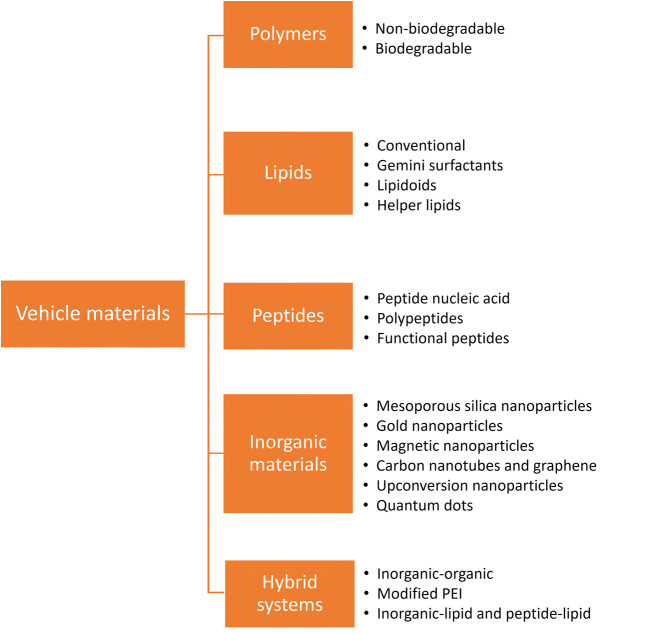 Polymers
• Non-biodegradable
• Biodegradable
Lipids
• Conventional
• Gemini surfactants
• Lipidoids
• Helper lipids
Vehicle materials
Peptides
• Peptide nucleic acid
• Polypeptides
• Functional peptides
Inorganic
materials
• Mesoporous silica nanoparticles
• Gold nanoparticles
• Magnetic nanoparticles
• Carbon nanotubes and graphene
• Upconversion nanoparticles
• Quantum dots
Hybrid
systems
• Inorganic-organic
• Modified PEI
• Inorganic-lipid and peptide-lipid